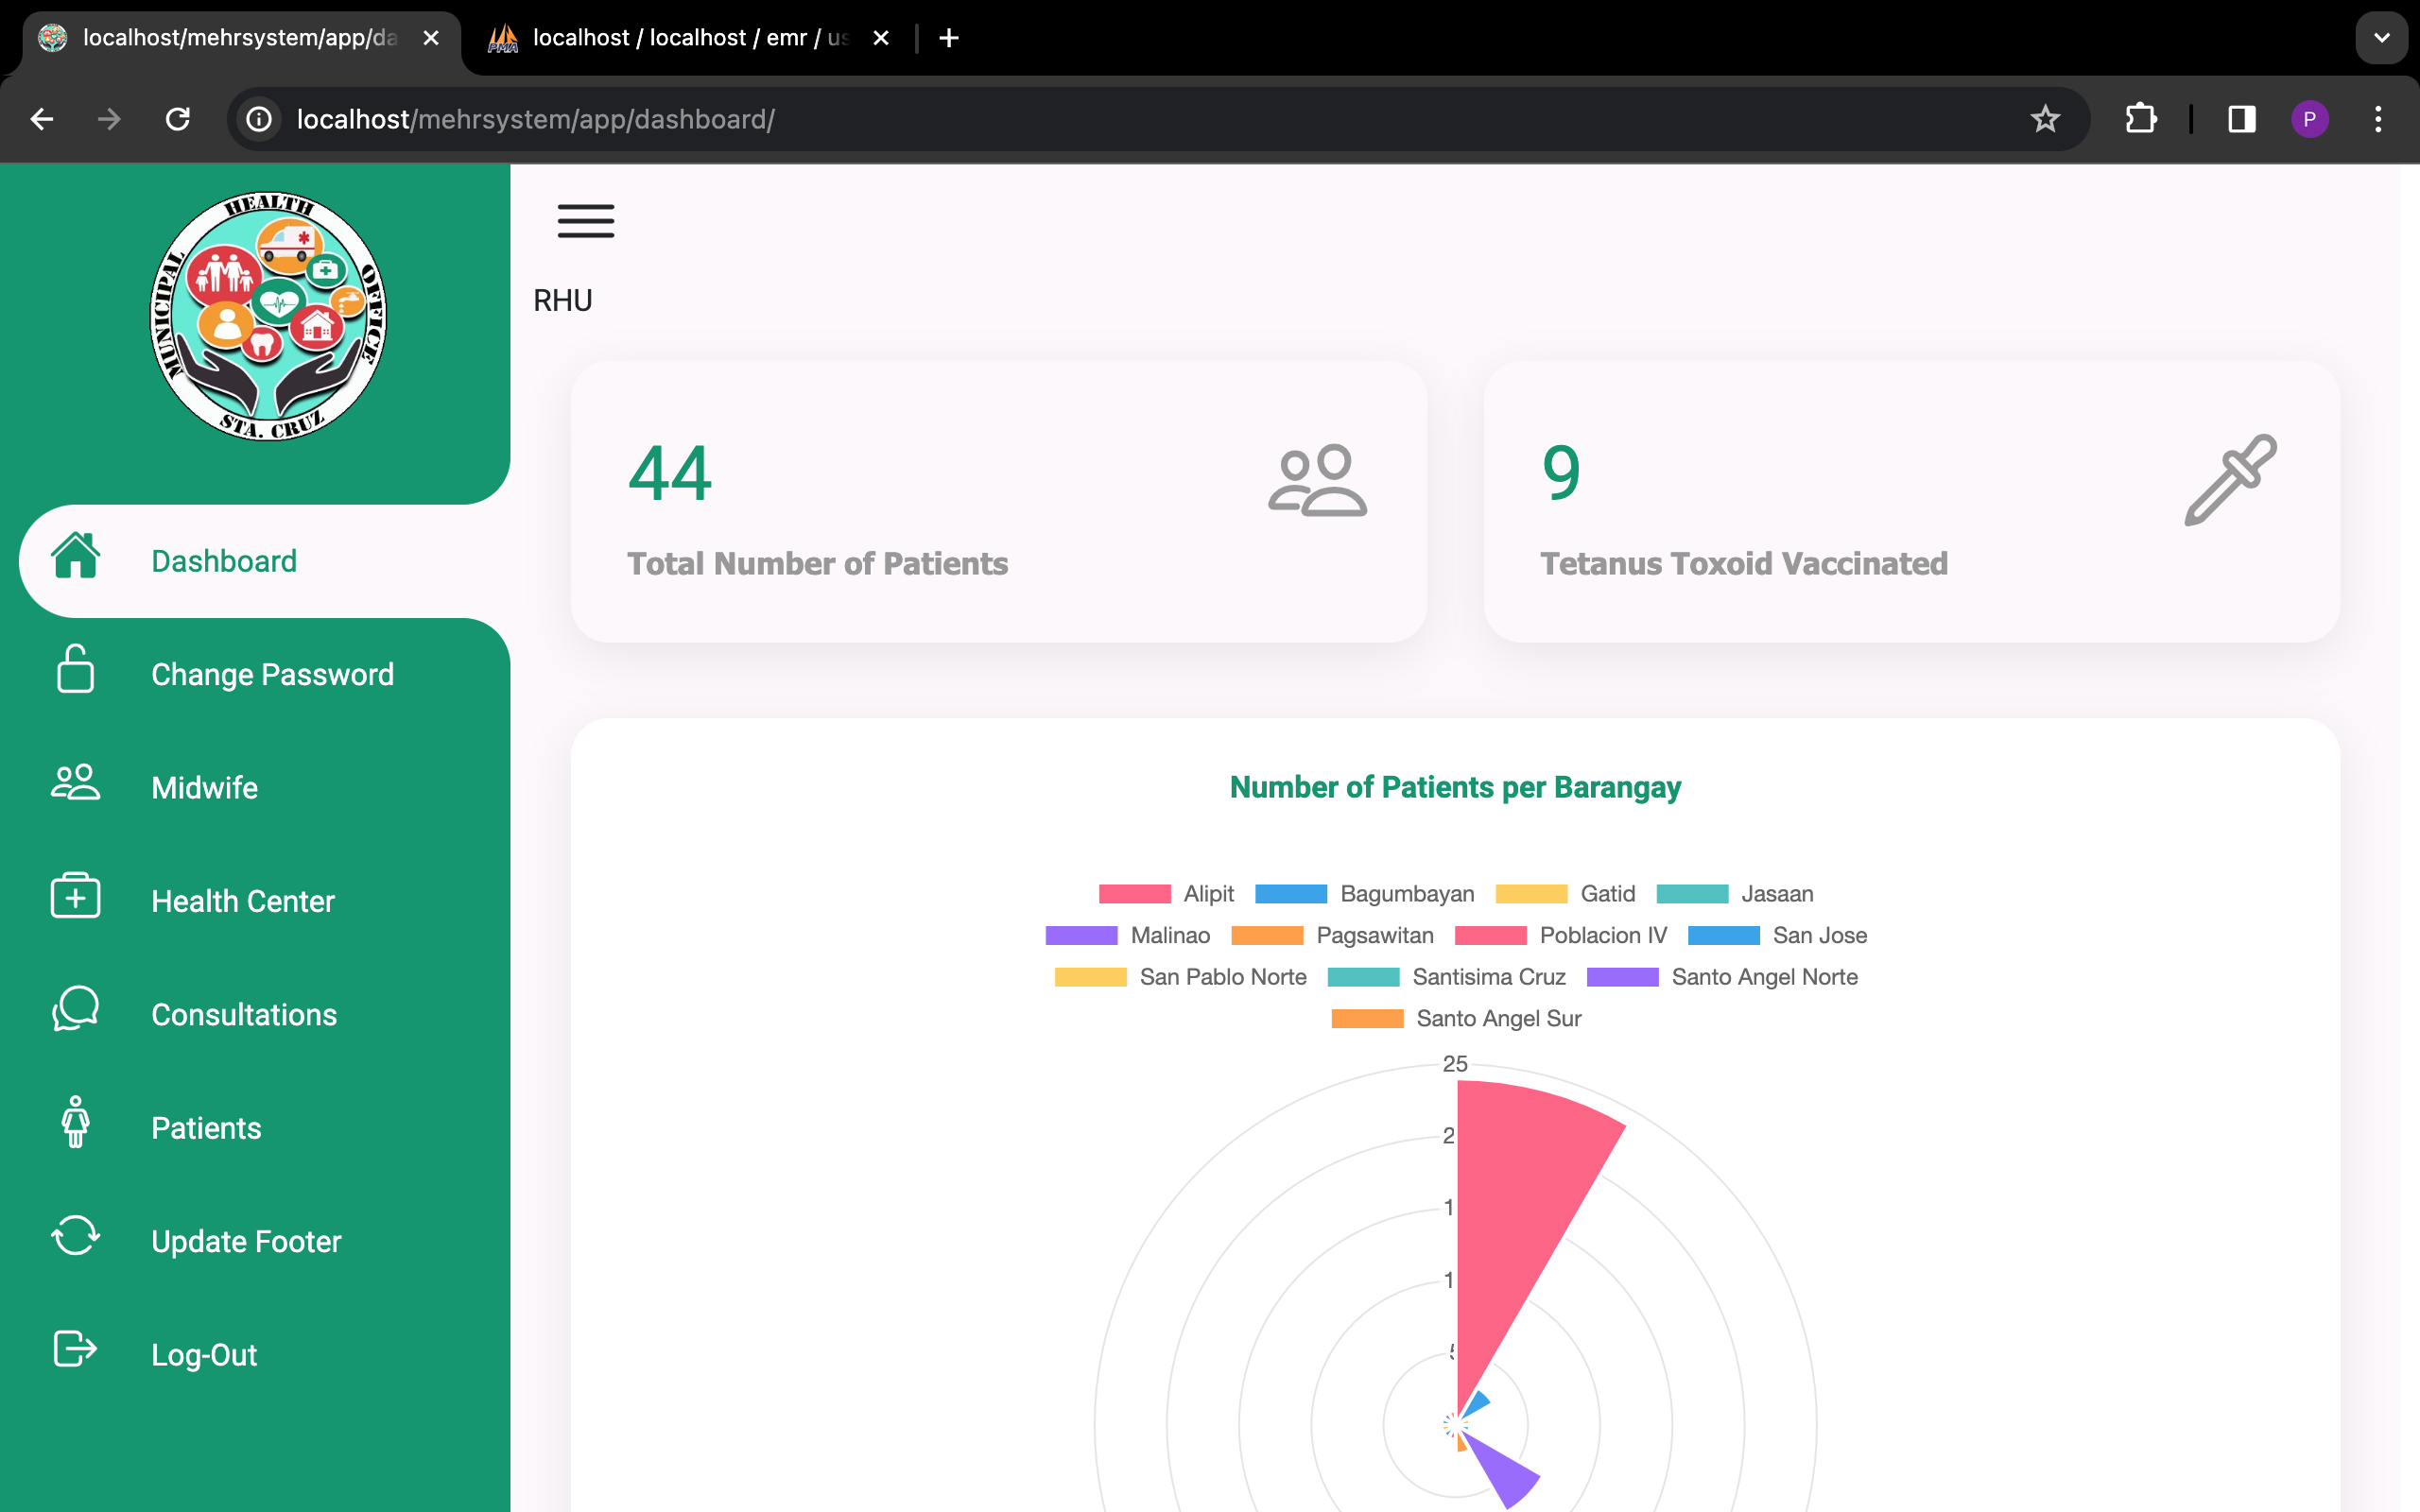 localhost/mehrsystem/app/da
localhost / localhost / emr / us
localhost/mehrsystem/app/dashboard/
P
MUNICIPAL HEALTH OFFICE
STA. CRUZ
Dashboard
Change Password
Midwife
Health Center
Consultations
Patients
Update Footer
Log-Out
RHU
44
Total Number of Patients
9
Tetanus Toxoid Vaccinated
Number of Patients per Barangay
Alipit Bagumbayan Gatid Jasaan
Malinao Pagsawitan Poblacion IV San Jose
San Pablo Norte Santisima Cruz Santo Angel Norte
Santo Angel Sur
25
2
1
1
5